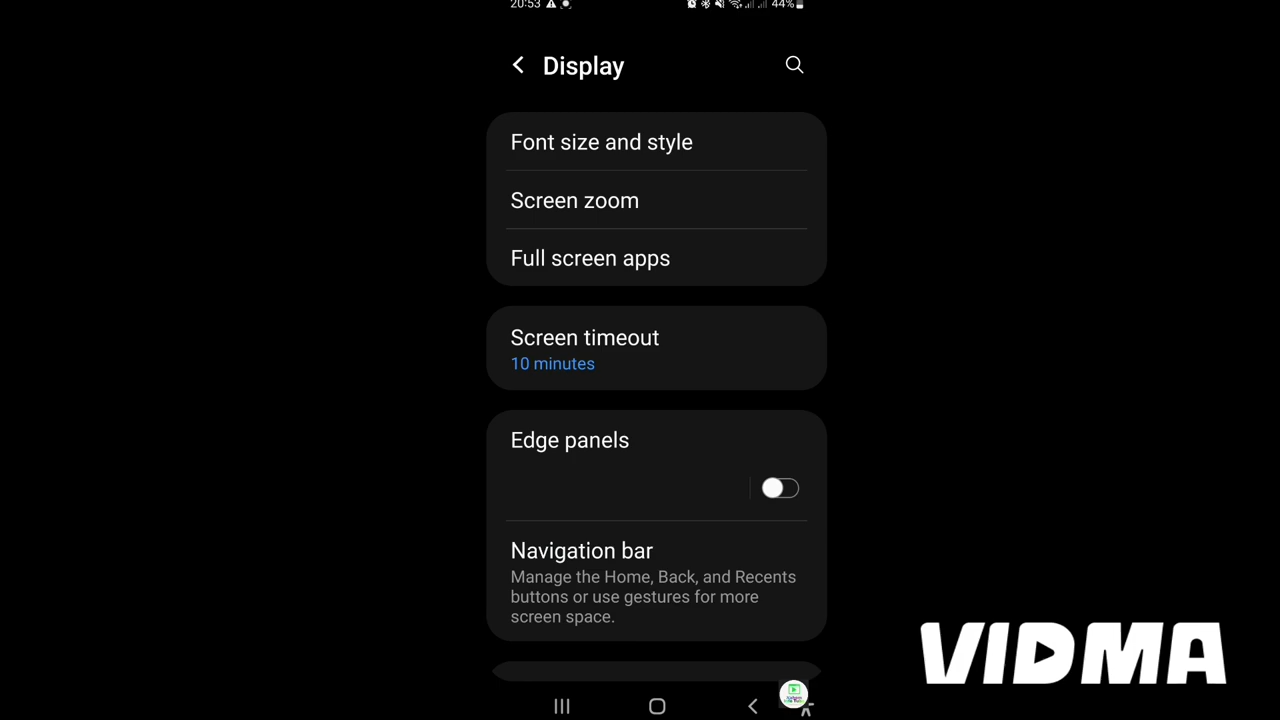 20:53 44%
Display
Font size and style
Screen zoom
Full screen apps
Screen timeout
10 minutes
Edge panels
Navigation bar
Manage the Home, Back, and Recents
buttons or use gestures for more
screen space.
VIDMA